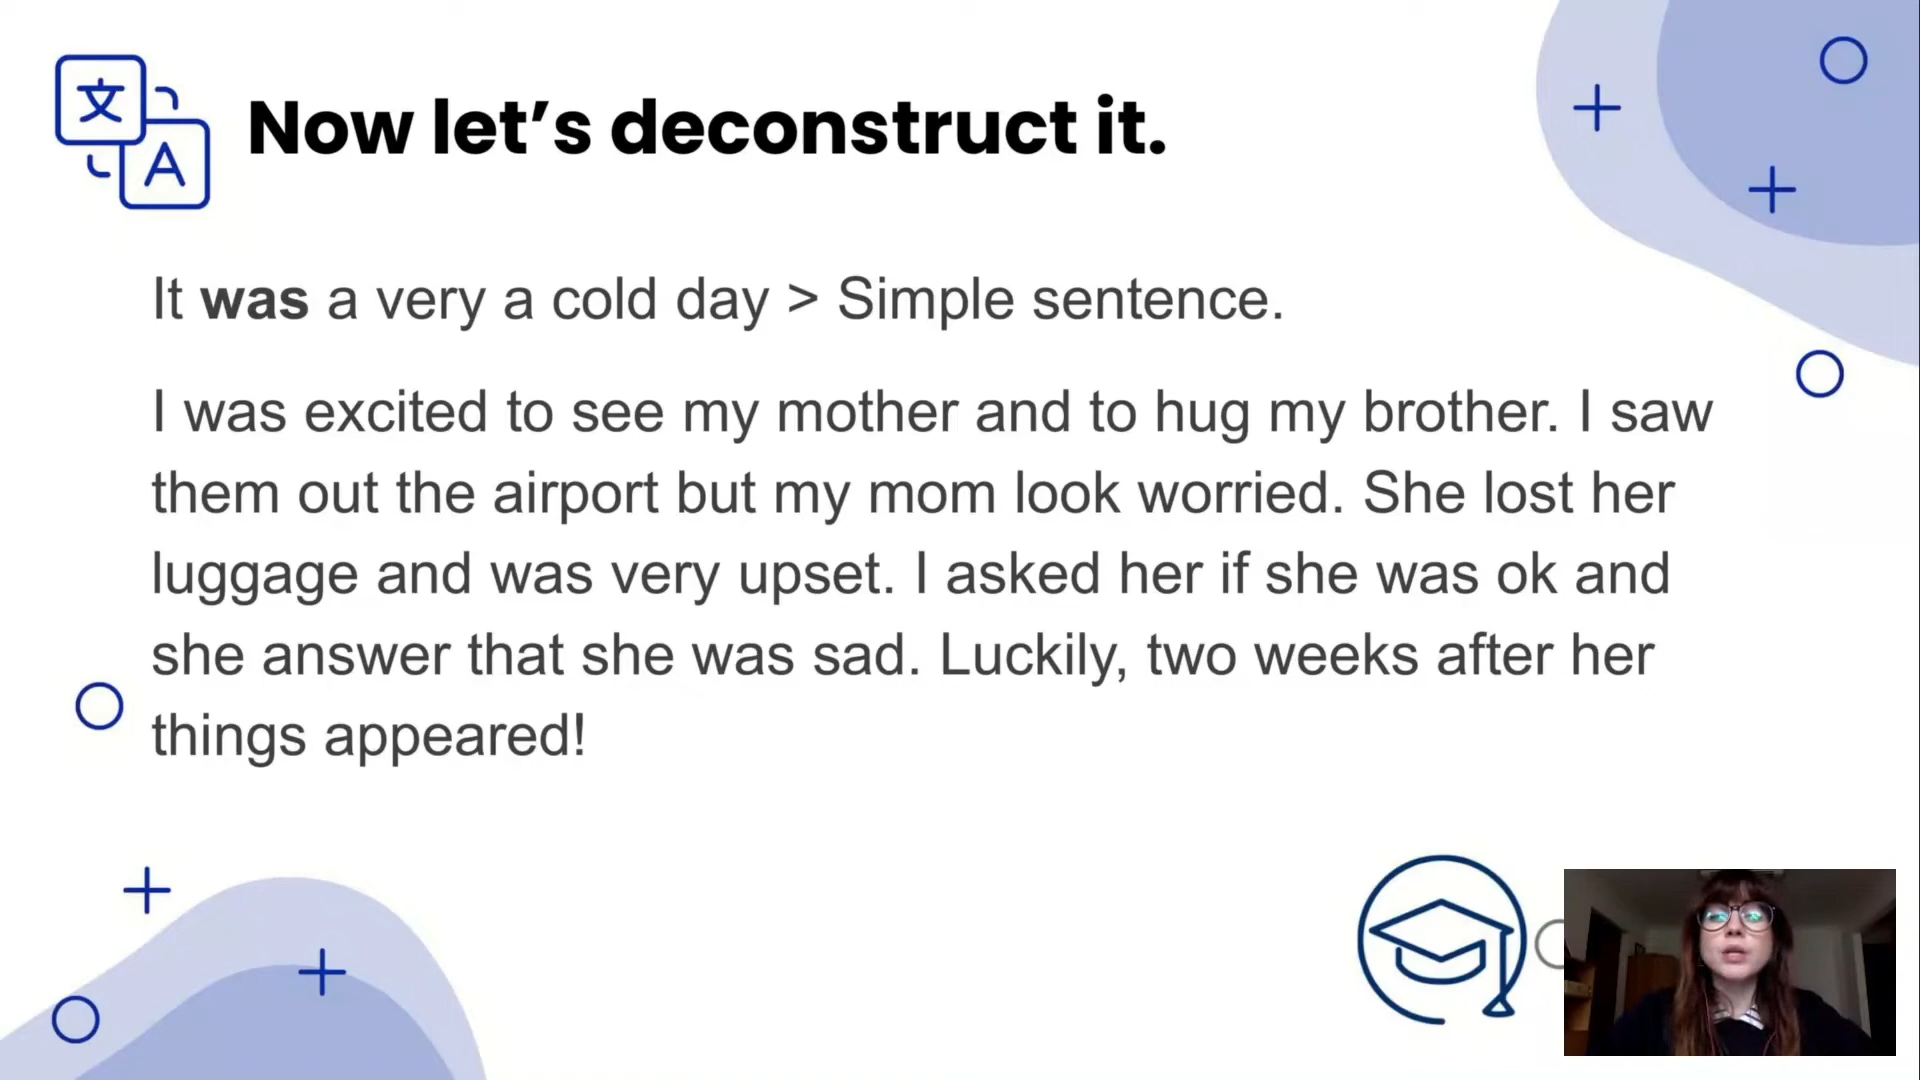 文
A
Now let’s deconstruct it.
It was a very a cold day > Simple sentence.
I was excited to see my mother and to hug my brother. I saw
them out the airport but my mom look worried. She lost her
luggage and was very upset. I asked her if she was ok and
she answer that she was sad. Luckily, two weeks after her
things appeared!